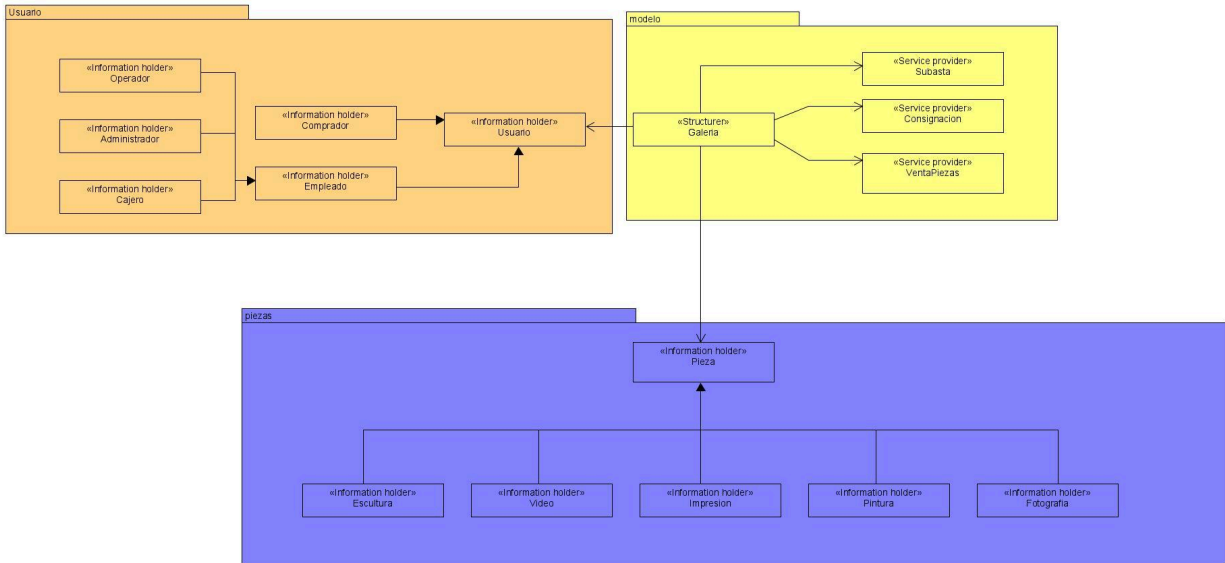 Usuario
«Information holder»
Operador
«Information holder»
Administrador
«Information holder»
Cajero
«Information holder»
Comprador
«Information holder»
Empleado
«Information holder»
Usuario
modelo
«Structurer»
Galeria
«Service provider»
Subasta
«Service provider»
Consignacion
«Service provider»
VentaPiezas
piezas
«Information holder»
Pieza
«Information holder»
Escultura
«Information holder»
Video
«Information holder»
Impresion
«Information holder»
Pintura
«Information holder»
Fotografia